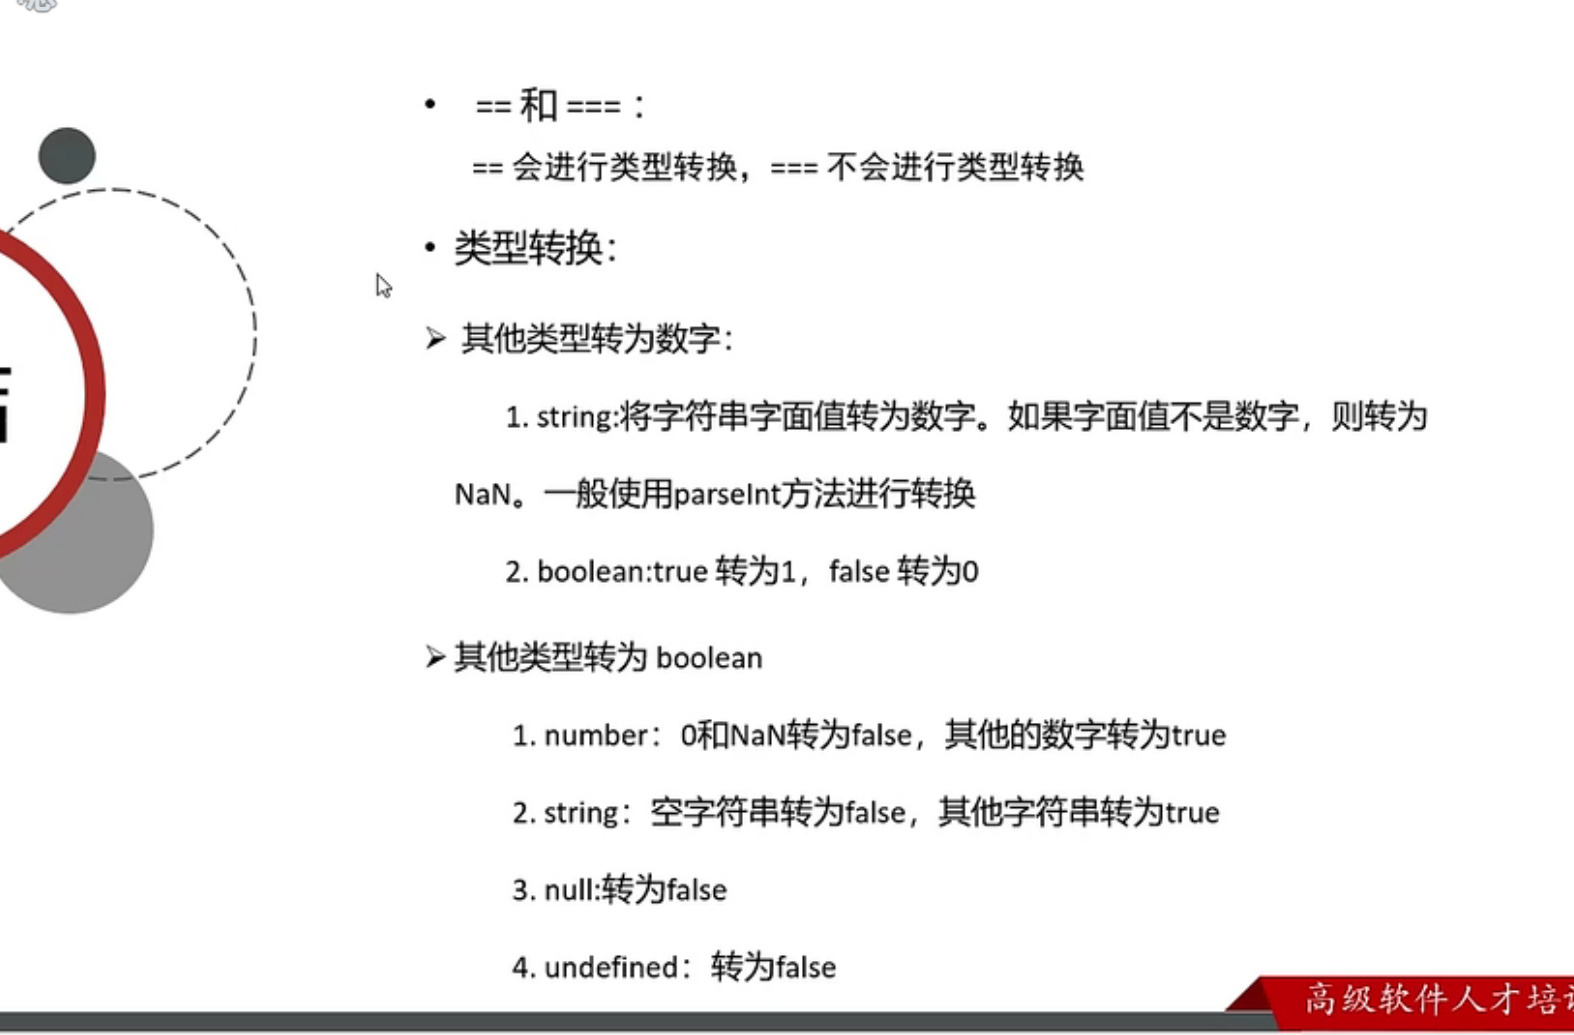 • == 和 === ：
== 会进行类型转换，=== 不会进行类型转换
• 类型转换：
➢ 其他类型转为数字：
1. string:将字符串字面值转为数字。如果字面值不是数字，则转为
NaN。一般使用parseInt方法进行转换
2. boolean:true 转为1，false 转为0
➢ 其他类型转为 boolean
1. number：0和NaN转为false，其他的数字转为true
2. string：空字符串转为false，其他字符串转为true
3. null:转为false
4. undefined：转为false
高级软件人才培